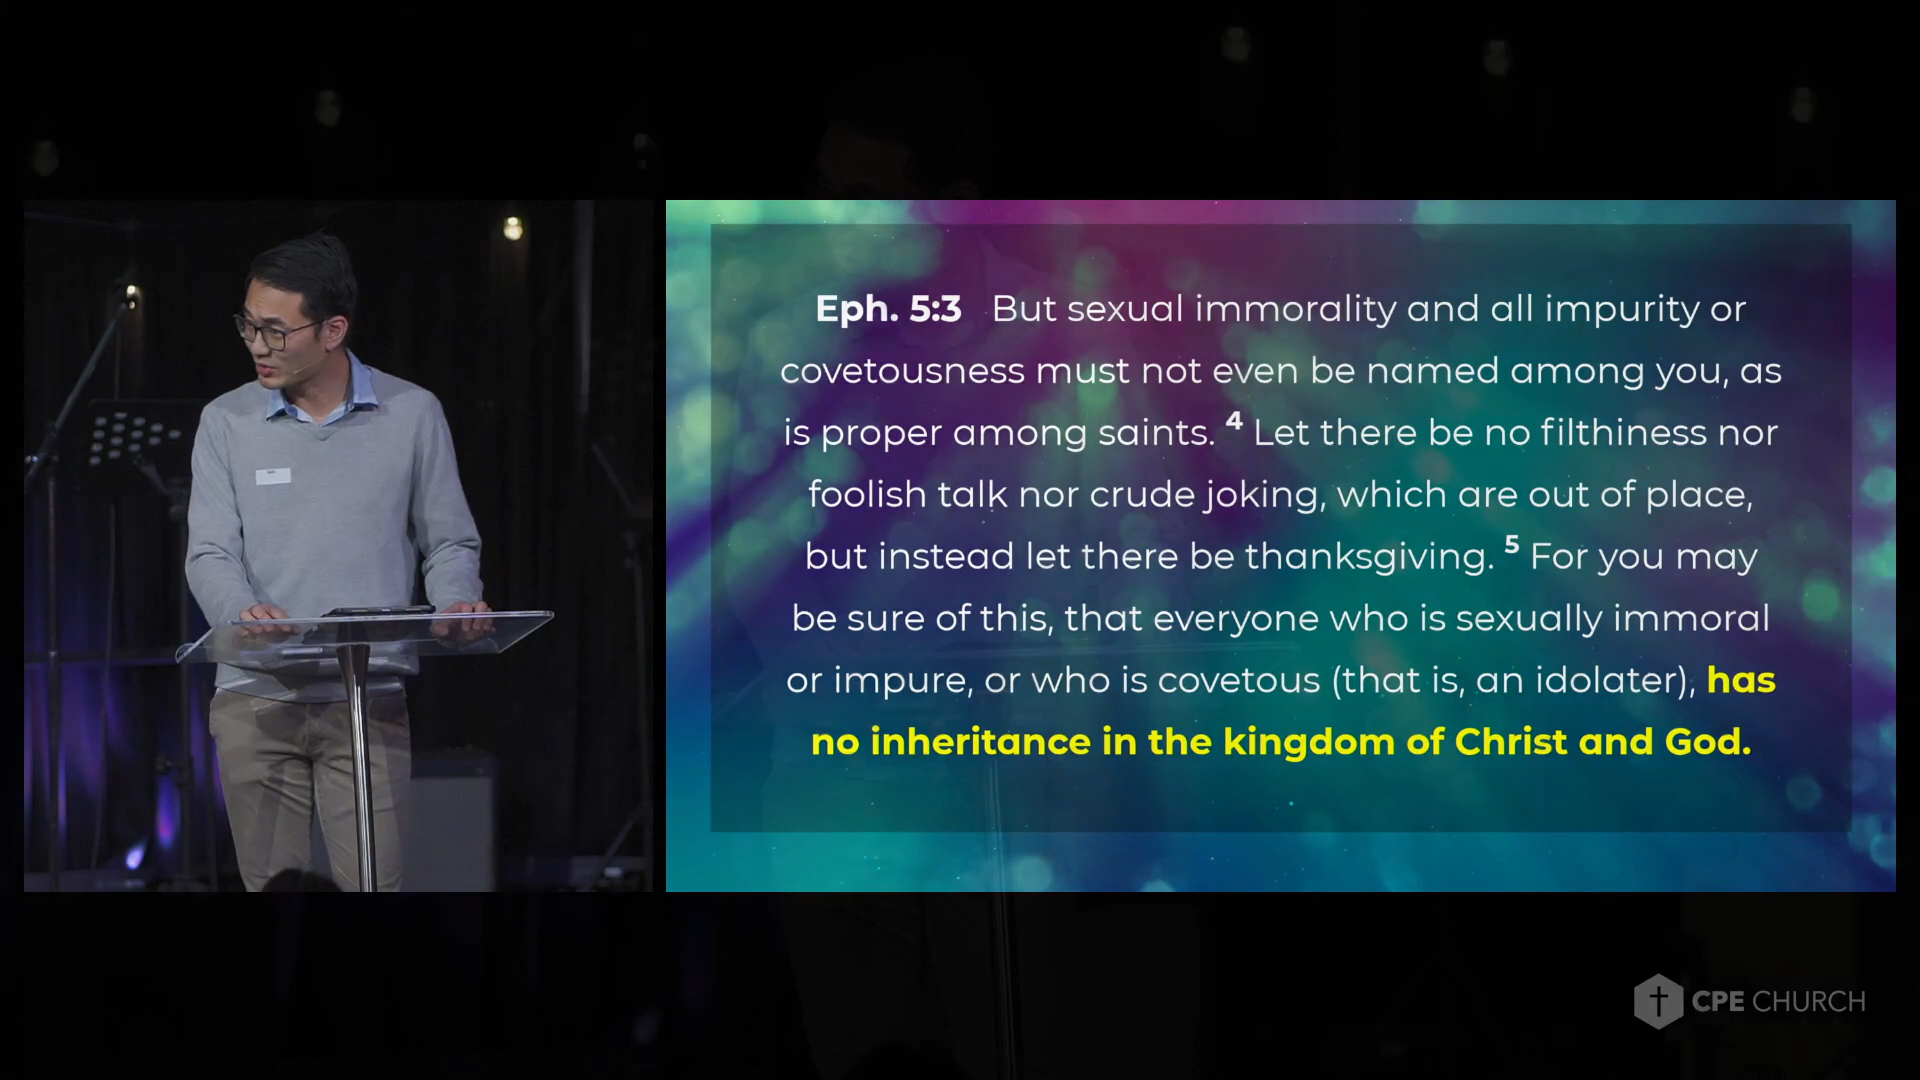 Eph. 5:3 But sexual immorality and all impurity or
covetousness must not even be named among you, as
is proper among saints. 4 Let there be no filthiness nor
foolish talk nor crude joking, which are out of place,
but instead let there be thanksgiving. 5 For you may
be sure of this, that everyone who is sexually immoral
or impure, or who is covetous (that is, an idolater), has
no inheritance in the kingdom of Christ and God.
CPE CHURCH